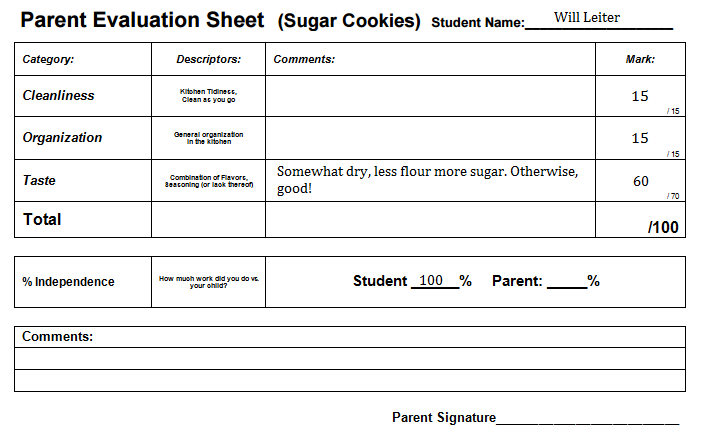 Parent Evaluation Sheet (Sugar Cookies) Student Name: Will Leiter
Category: Descriptors: Comments: Mark:
Cleanliness
Kitchen Tidiness,
Clean as you go
15
/ 15
Organization
General organization
in the kitchen
15
/ 15
Taste
Combination of Flavors,
Seasoning (or lack thereof)
Somewhat dry, less flour more sugar. Otherwise,
good!
60
/ 70
Total
/100
% Independence
How much work did you do vs.
your child?
Student 100 % Parent: _____%
Comments:
Parent Signature